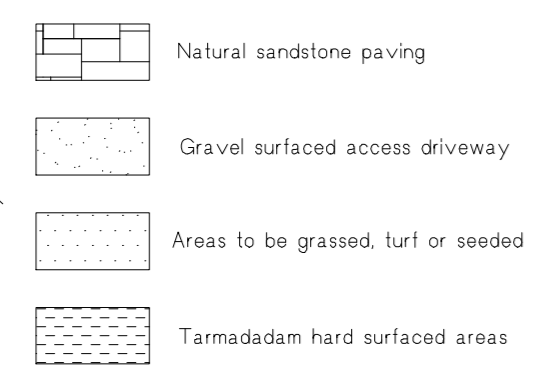 Natural sandstone paving
Gravel surfaced access driveway
Areas to be grassed, turf or seeded
Tarmadadam hard surfaced areas